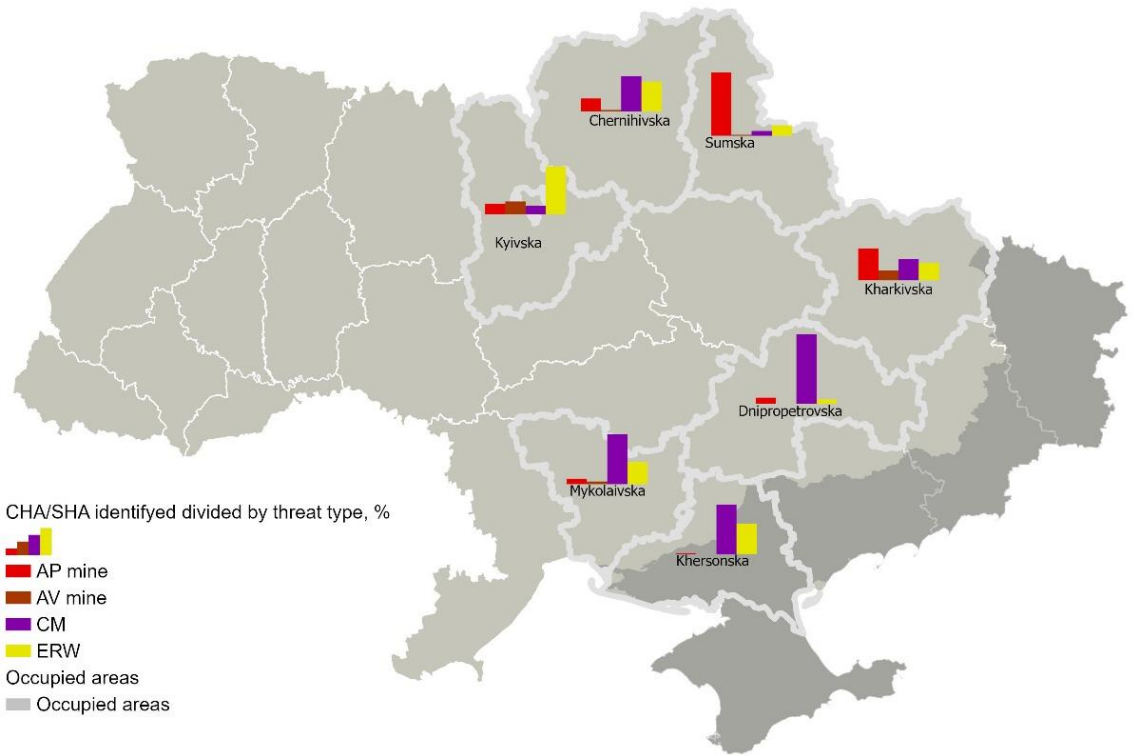 Chernihivska
Sumska
Kyivska
Kharkivska
Dnipropetrovska
Mykolaivska
Khersonska
CHA/SHA identifyed divided by threat type, %
AP mine
AV mine
CM
ERW
Occupied areas
Occupied areas